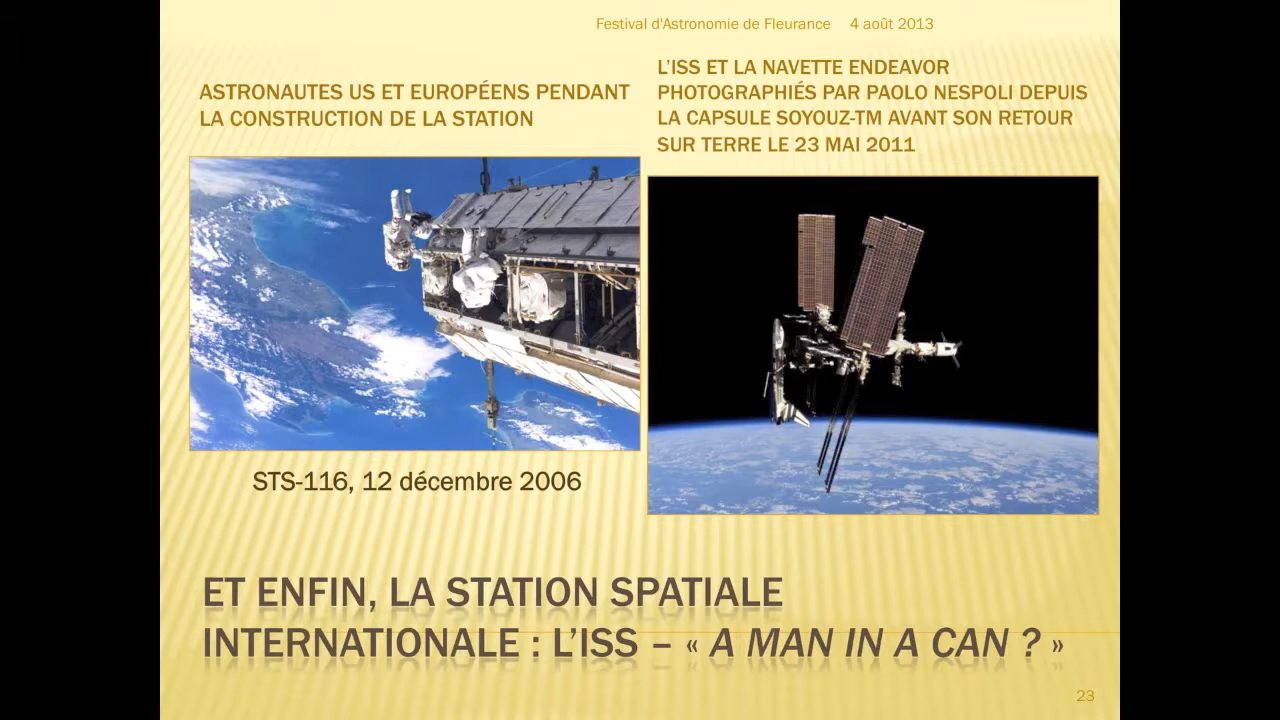 Festival d'Astronomie de Fleurance 4 août 2013
ASTRONAUTES US ET EUROPÉENS PENDANT
LA CONSTRUCTION DE LA STATION
L'ISS ET LA NAVETTE ENDEAVOR
PHOTOGRAPHIÉS PAR PAOLO NESPOLI DEPUIS
LA CAPSULE SOYOUZ-TM AVANT SON RETOUR
SUR TERRE LE 23 MAI 2011
STS-116, 12 décembre 2006
ET ENFIN, LA STATION SPATIALE
INTERNATIONALE : L'ISS – « A MAN IN A CAN ? »
23